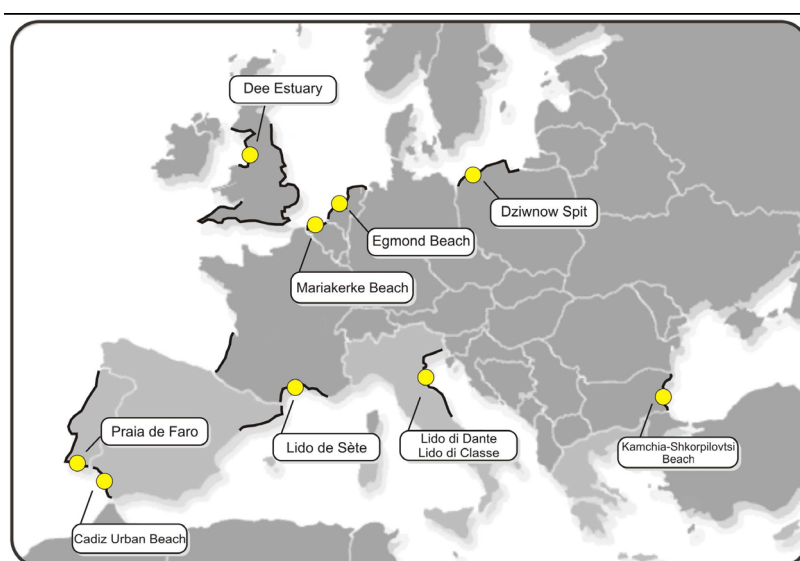 Dee Estuary
Dziwnow Spit
Egmond Beach
Mariakerke Beach
Praia de Faro
Lido de Sète
Lido di Dante
Lido di Classe
Kamchia-Shkorpilovtsi
Beach
Cadiz Urban Beach